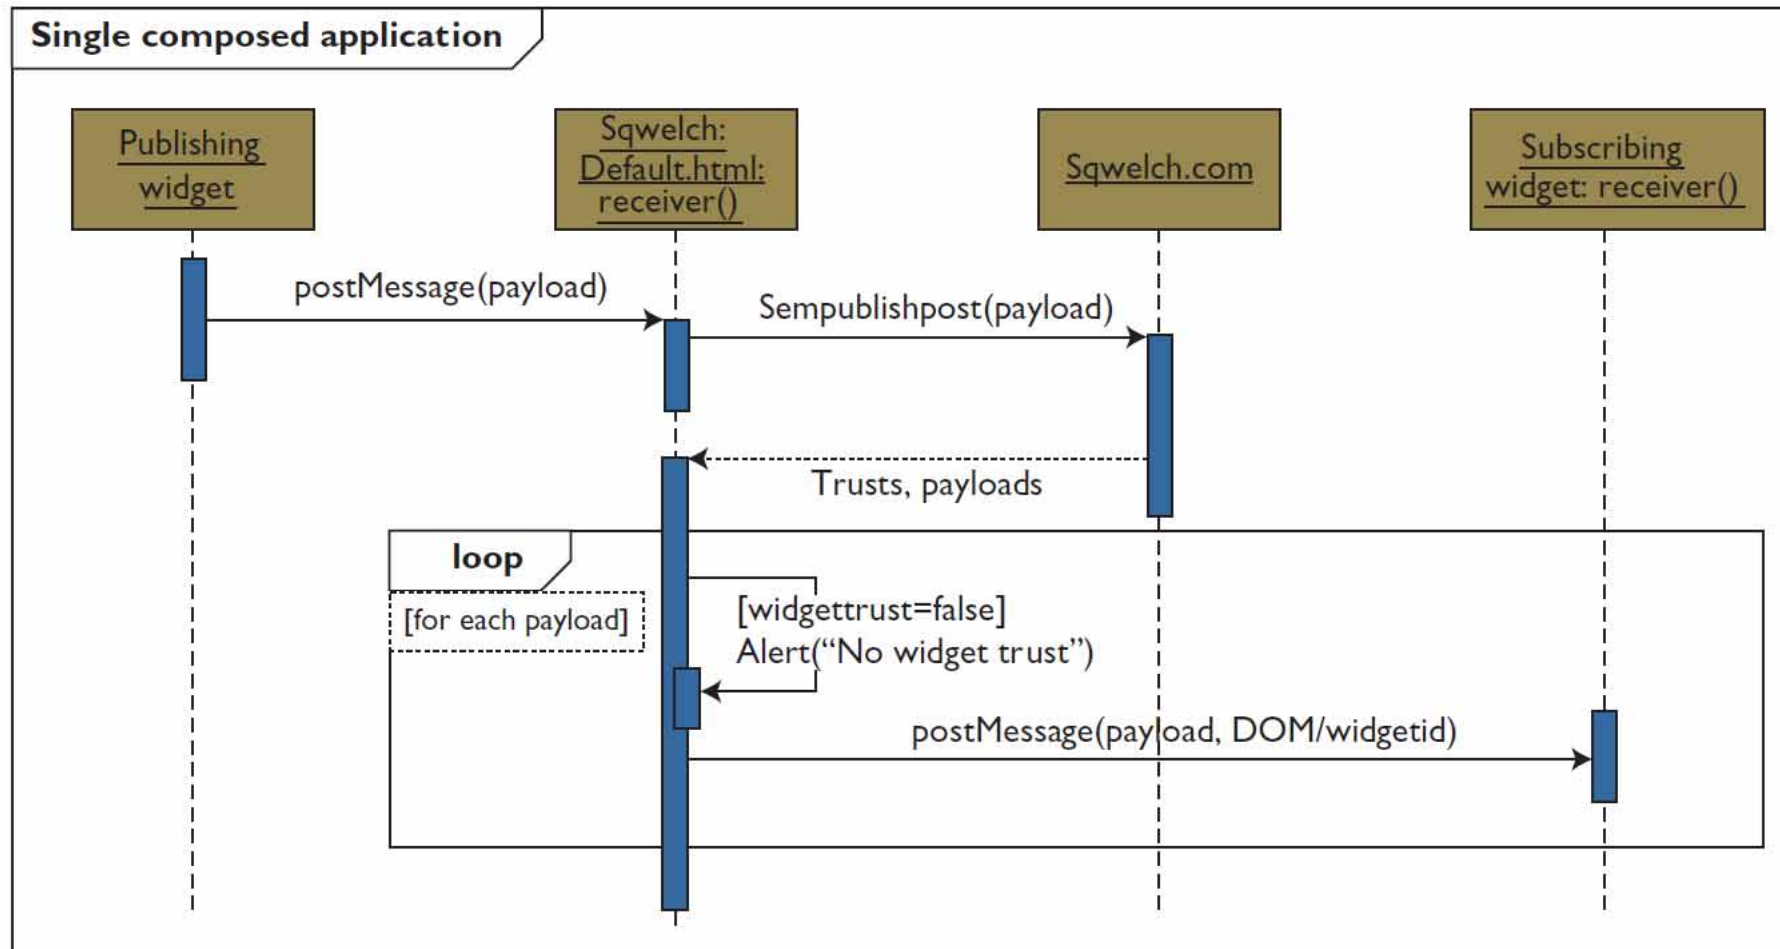 Single composed application
Publishing
widget
Sqwelch:
Default.html:
receiver()
Sqwelch.com
Subscribing
widget: receiver()
postMessage(payload)
Sempublishpost(payload)
Trusts, payloads
loop
[for each payload]
[widgettrust=false]
Alert(“No widget trust”)
postMessage(payload, DOM/widgetid)